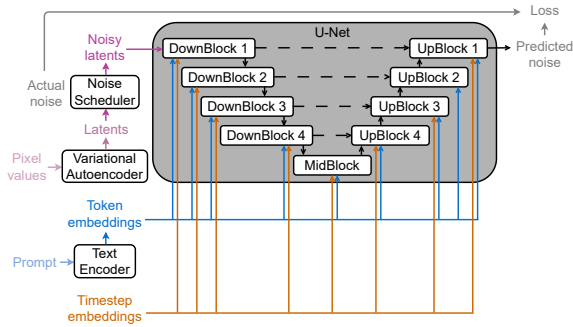 Loss
U-Net
Noisy
latents
DownBlock 1
UpBlock 1
Predicted
noise
Actual
noise
Noise
Scheduler
DownBlock 2
UpBlock 2
DownBlock 3
UpBlock 3
Latents
DownBlock 4
UpBlock 4
Pixel
values
Variational
Autoencoder
MidBlock
Token
embeddings
Prompt
Text
Encoder
Timestep
embeddings